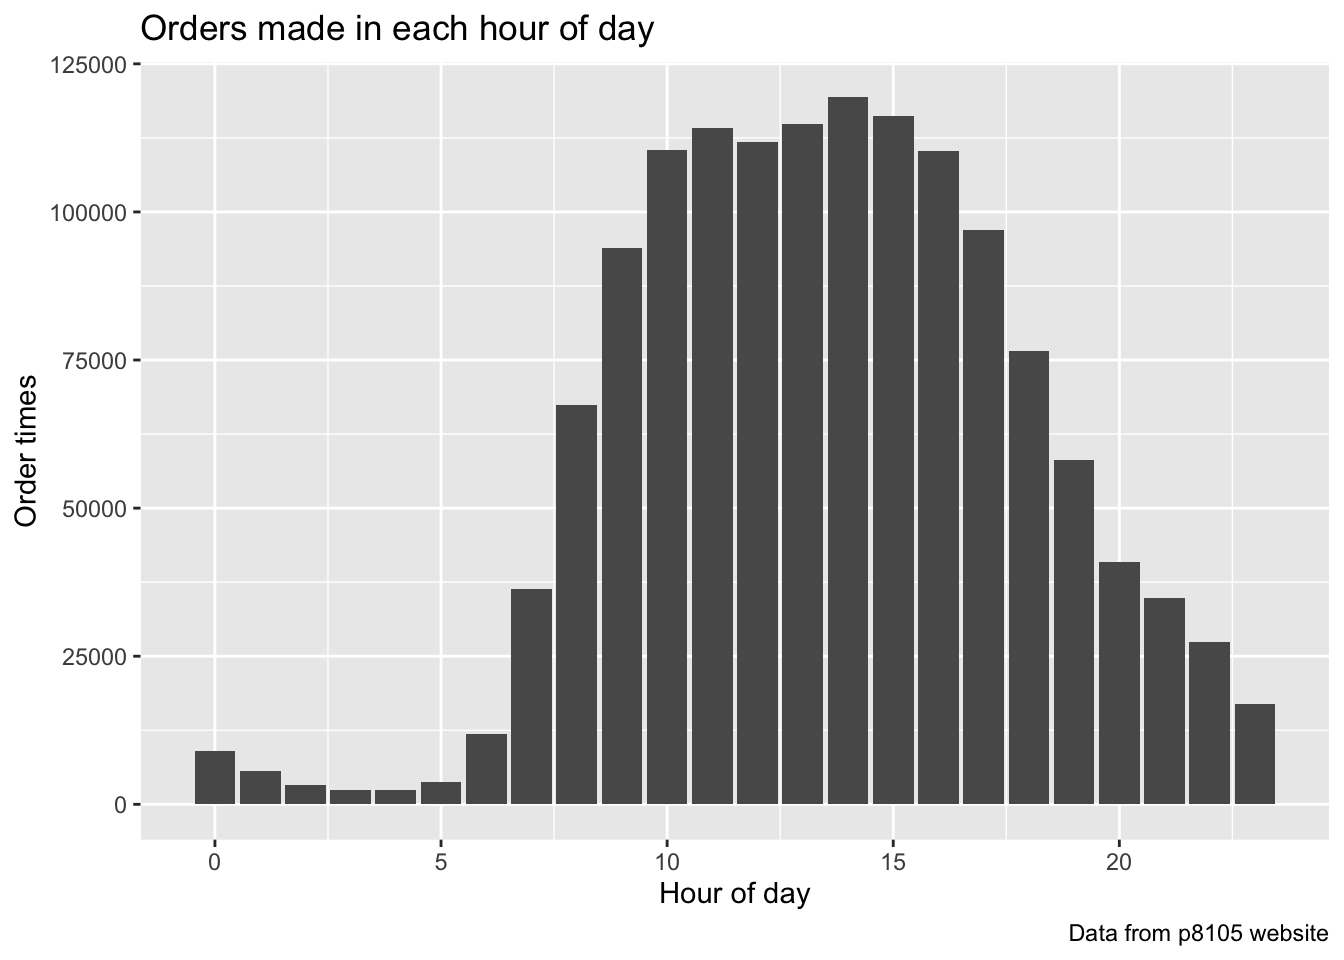 Orders made in each hour of day
125000
100000
75000
50000
25000
0
Order times
0 5 10 15 20
Hour of day
Data from p8105 website